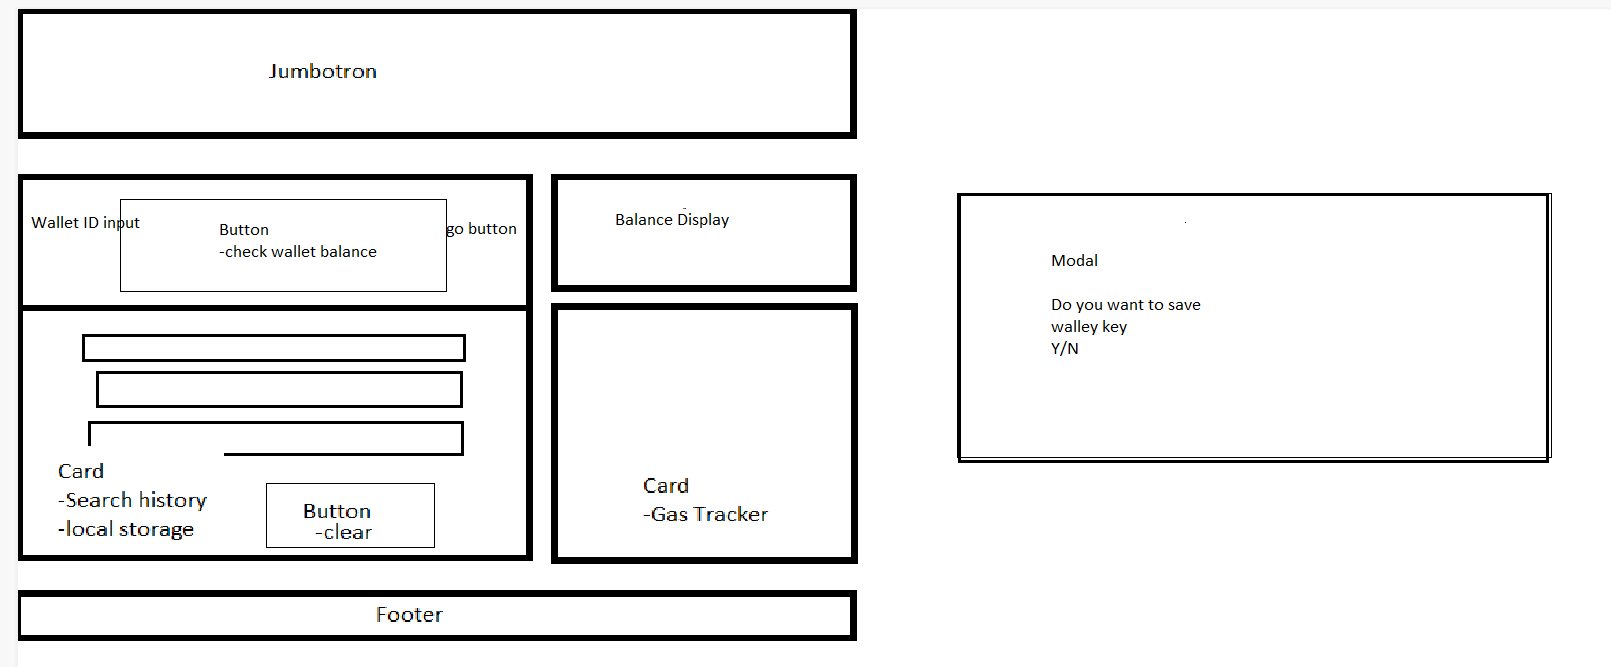 Jumbotron
Wallet ID input
Button
-check wallet balance
go button
Balance Display
Card
-Search history
-local storage
Button
-clear
Card
-Gas Tracker
Footer
Modal
Do you want to save
walley key
Y/N